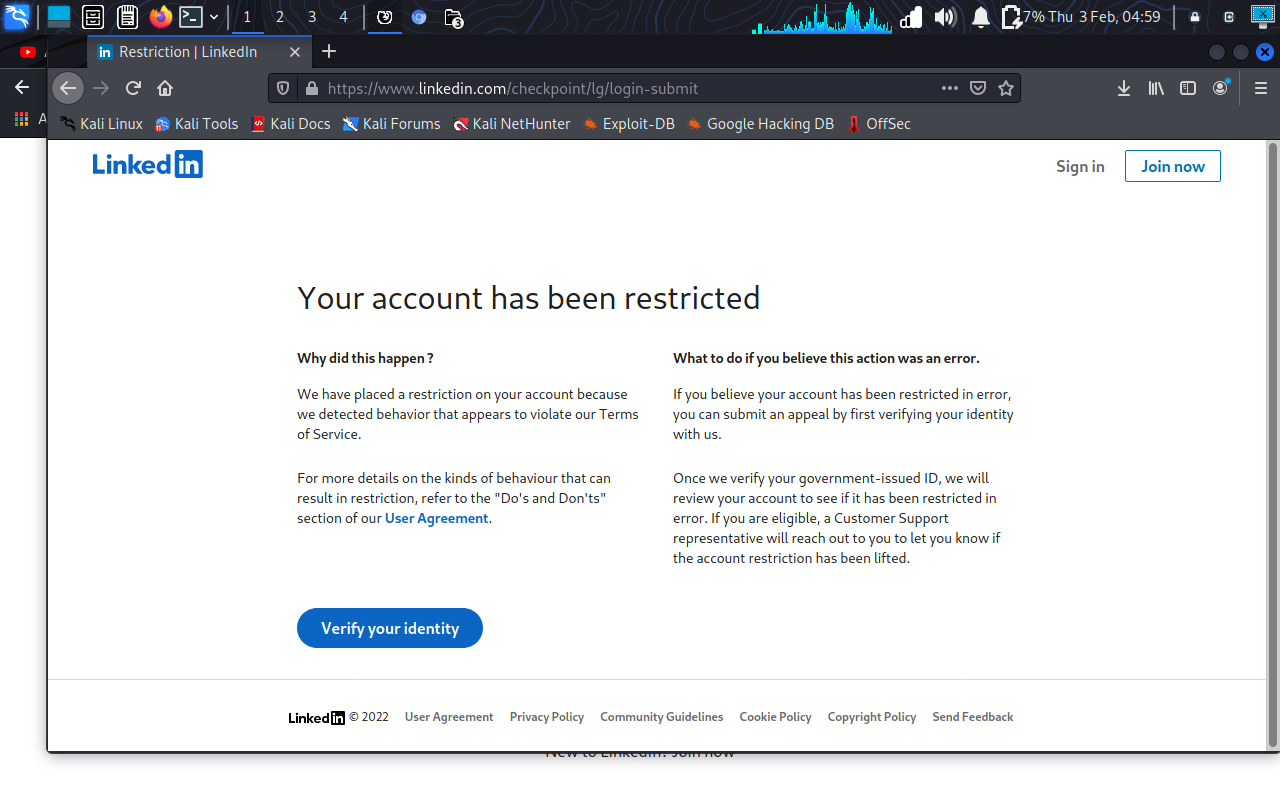 1 2 3 4 3 7% Thu 3 Feb, 04:59
in Restriction | LinkedIn
https://www.linkedin.com/checkpoint/lg/login-submit
A Kali Linux Kali Tools Kali Docs Kali Forums Kali NetHunter Exploit-DB Google Hacking DB OffSec
LinkedIn Sign in Join now
Your account has been restricted
Why did this happen ?
We have placed a restriction on your account because
we detected behavior that appears to violate our Terms
of Service.
For more details on the kinds of behaviour that can
result in restriction, refer to the "Do's and Don'ts"
section of our User Agreement.
What to do if you believe this action was an error.
If you believe your account has been restricted in error,
you can submit an appeal by first verifying your identity
with us.
Once we verify your government-issued ID, we will
review your account to see if it has been restricted in
error. If you are eligible, a Customer Support
representative will reach out to you to let you know if
the account restriction has been lifted.
Verify your identity
LinkedIn © 2022 User Agreement Privacy Policy Community Guidelines Cookie Policy Copyright Policy Send Feedback
New to LinkedIn? Join now